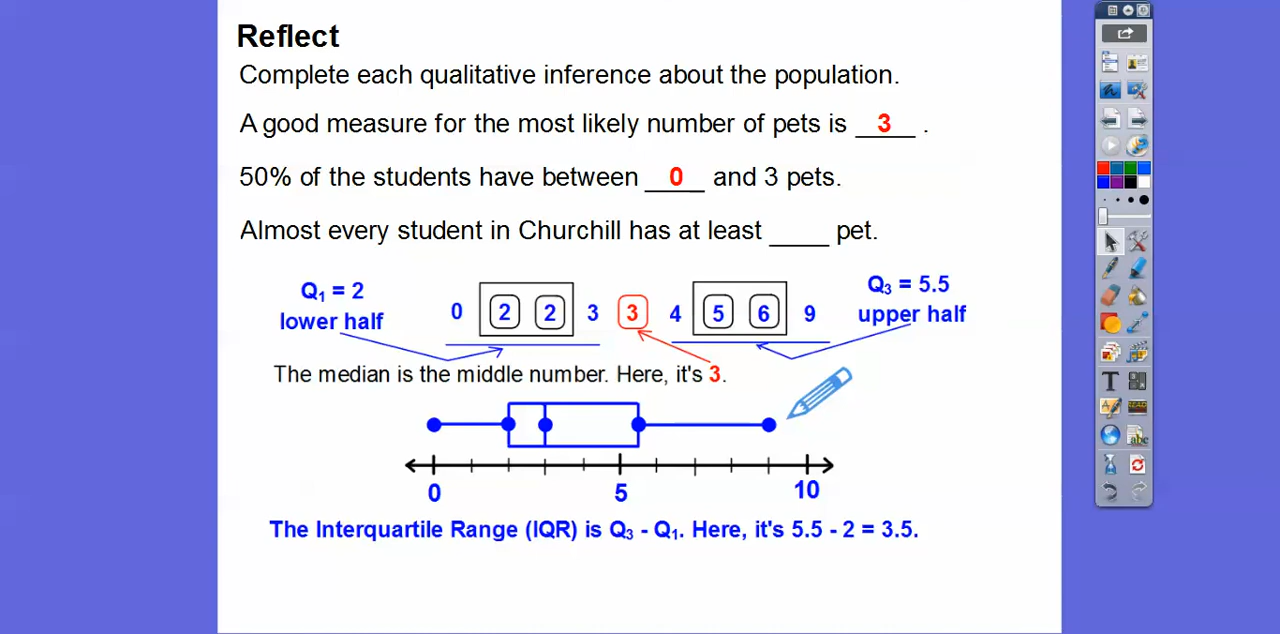 Reflect
Complete each qualitative inference about the population.
A good measure for the most likely number of pets is 3 .
50% of the students have between 0 and 3 pets.
Almost every student in Churchill has at least ____ pet.
Q₁ = 2
lower half
0 2 2 3 3 4 5 6 9
Q₃ = 5.5
upper half
The median is the middle number. Here, it's 3.
0 5 10
The Interquartile Range (IQR) is Q₃ - Q₁. Here, it's 5.5 - 2 = 3.5.